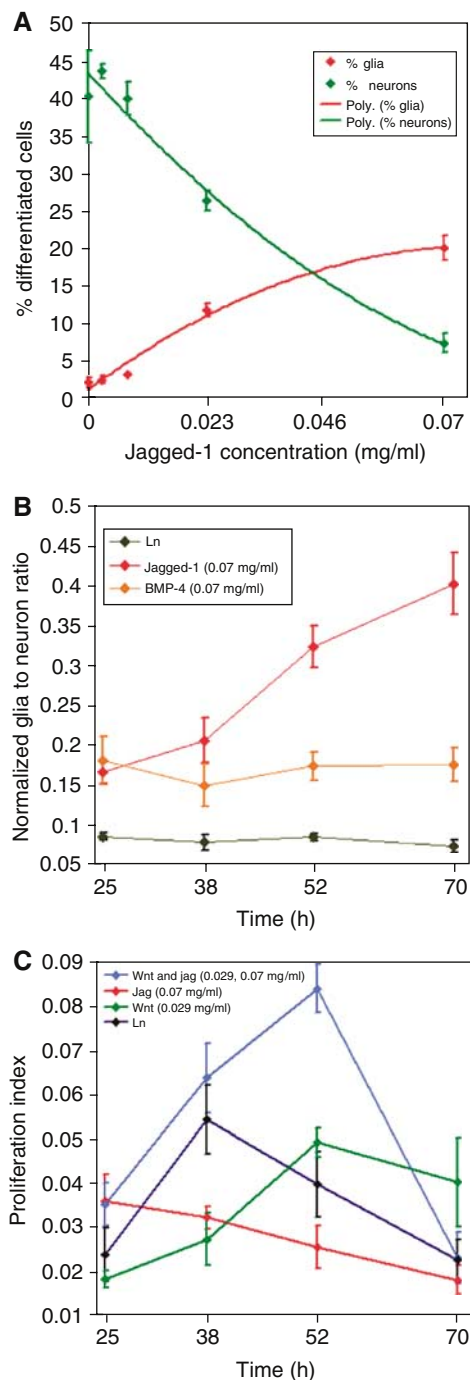 A
50
45
40
35
30
25
20
15
10
5
0
% differentiated cells
% glia
% neurons
Poly. (% glia)
Poly. (% neurons)
0 0.023 0.046 0.07
Jagged-1 concentration (mg/ml)
B
0.5
0.45
0.4
0.35
0.3
0.25
0.2
0.15
0.1
0.05
Normalized glia to neuron ratio
Ln
Jagged-1 (0.07 mg/ml)
BMP-4 (0.07 mg/ml)
25 38 52 70
Time (h)
C
0.09
0.08
0.07
0.06
0.05
0.04
0.03
0.02
0.01
Proliferation index
Wnt and jag (0.029, 0.07 mg/ml)
Jag (0.07 mg/ml)
Wnt (0.029 mg/ml)
Ln
25 38 52 70
Time (h)